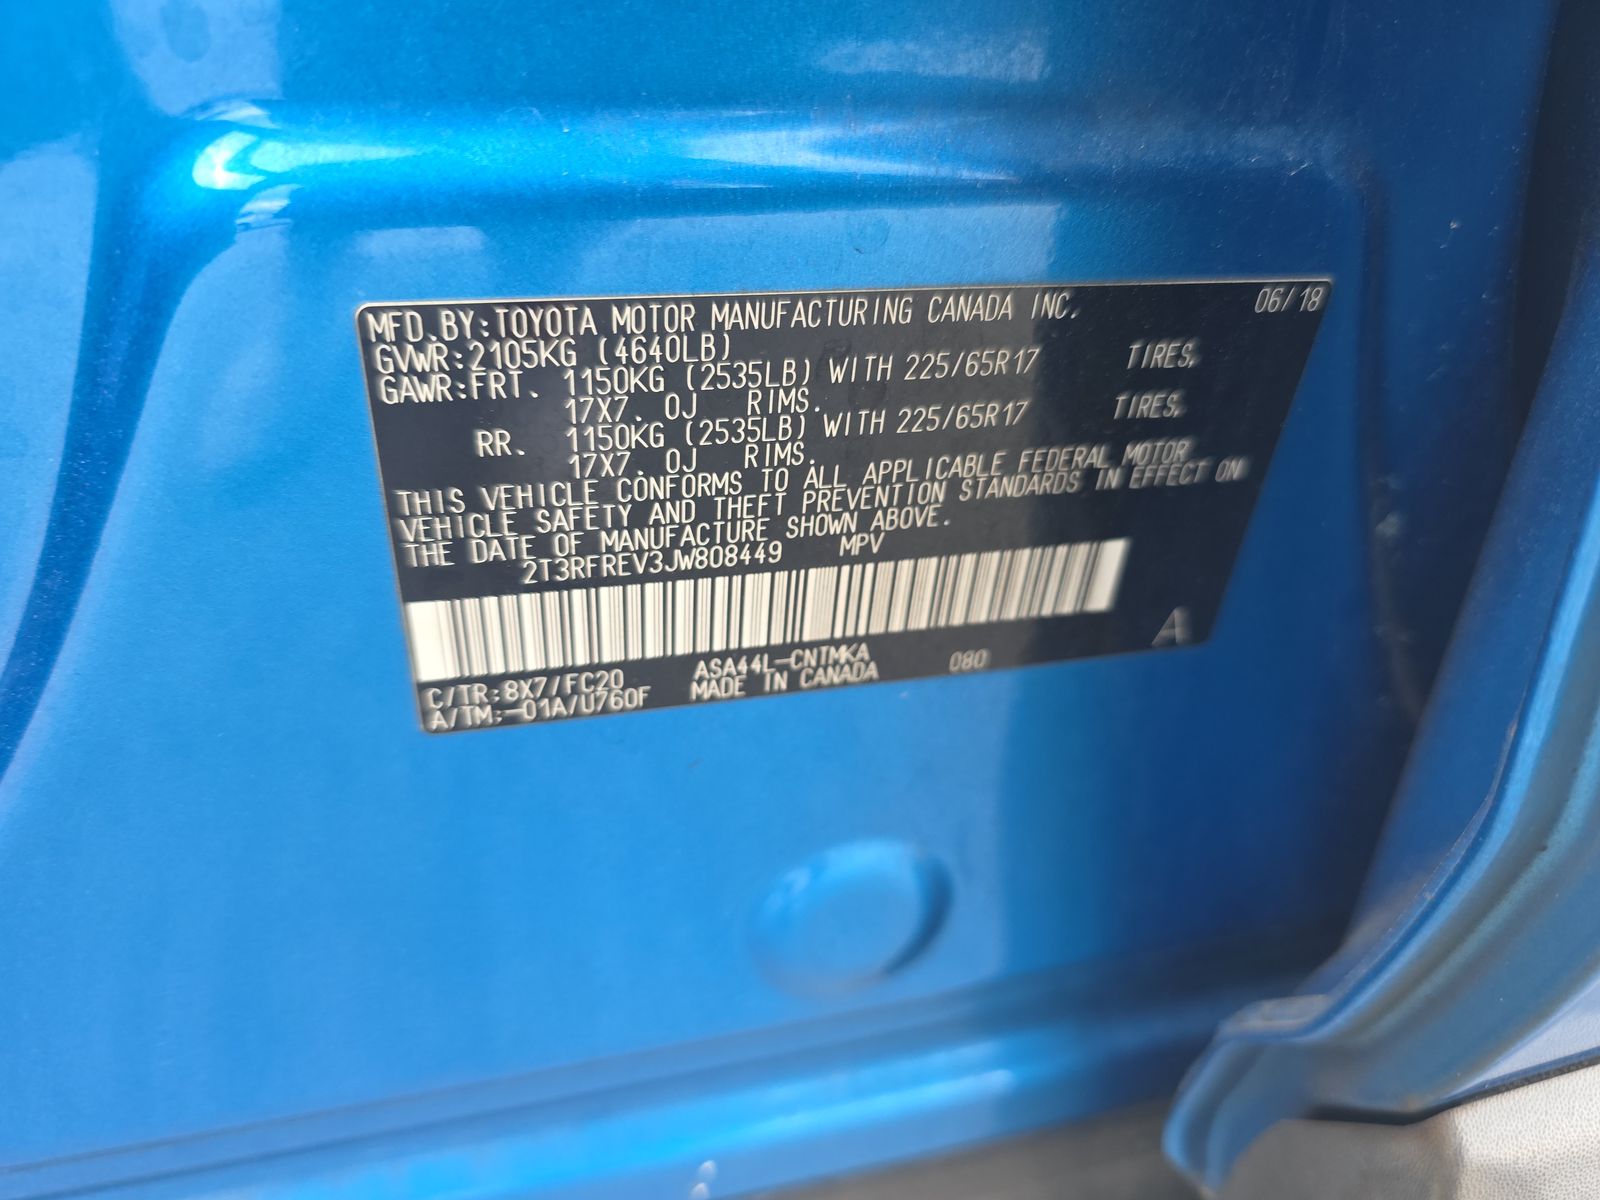 MFD. BY: TOYOTA MOTOR MANUFACTURING CANADA INC. 06/18
GVWR: 2105KG (4640LB)
GAWR: FRT. 1150KG (2535LB) WITH 225/65R17 TIRES,
17X7. 0J RIMS.
RR. 1150KG (2535LB) WITH 225/65R17 TIRES,
17X7. 0J RIMS.
THIS VEHICLE CONFORMS TO ALL APPLICABLE FEDERAL MOTOR
VEHICLE SAFETY AND THEFT PREVENTION STANDARDS IN EFFECT ON
THE DATE OF MANUFACTURE SHOWN ABOVE.
2T3RFREV3JW808449 MPV
C/TR: 8X7/FC20 ASA44L-CNTMKA 080 A
A/TM: -01A/U760F MADE IN CANADA